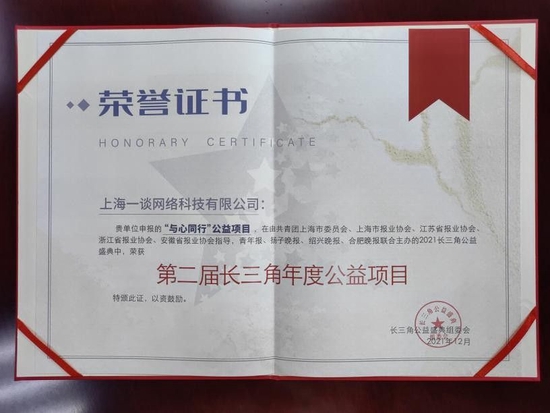 荣誉证书
HONORARY CERTIFICATE
上海一谈网络科技有限公司：
贵单位申报的“与心同行”公益项目，在由共青团上海市委员会、上海市报业协会、江苏省报业协会、
浙江省报业协会、安徽省报业协会指导，青年报、扬子晚报、绍兴晚报、合肥晚报联合主办的2021长三角公益
盛典中，荣获
第二届长三角年度公益项目
特颁此证，以资鼓励。
长三角公益盛典组委会
2021年12月